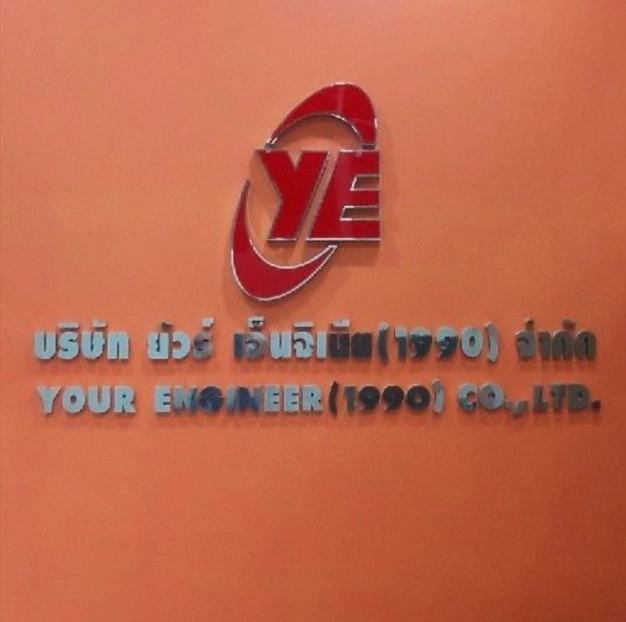 YE
บริษัท ยัวร์ เอ็นจิเนีย(1990) จำกัด
YOUR ENGINEER(1990) CO., LTD.